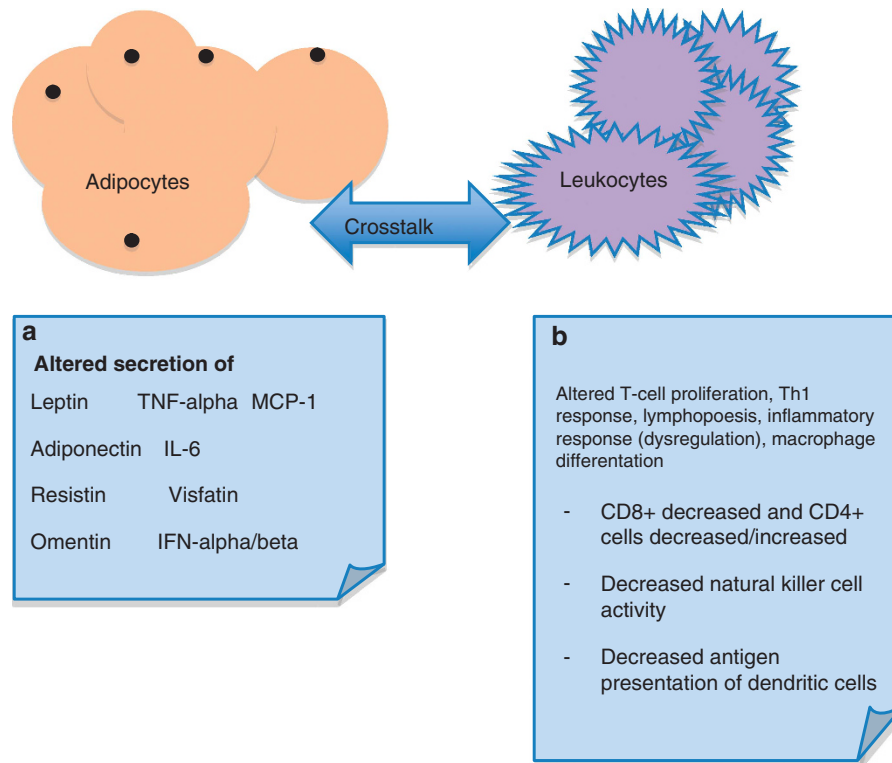 Adipocytes
Leukocytes
Crosstalk
a
Altered secretion of
Leptin TNF-alpha MCP-1
Adiponectin IL-6
Resistin Visfatin
Omentin IFN-alpha/beta
b
Altered T-cell proliferation, Th1
response, lymphopoesis, inflammatory
response (dysregulation), macrophage
differentation
- CD8+ decreased and CD4+
cells decreased/increased
- Decreased natural killer cell
activity
- Decreased antigen
presentation of dendritic cells